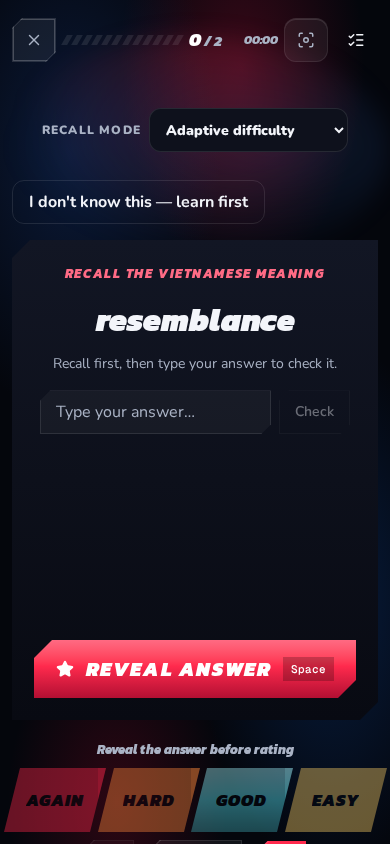 0 / 2
00:00
RECALL MODE
Adaptive difficulty
I don't know this — learn first
RECALL THE VIETNAMESE MEANING
resemblance
Recall first, then type your answer to check it.
Type your answer...
Check
REVEAL ANSWER
Space
Reveal the answer before rating
AGAIN
HARD
GOOD
EASY